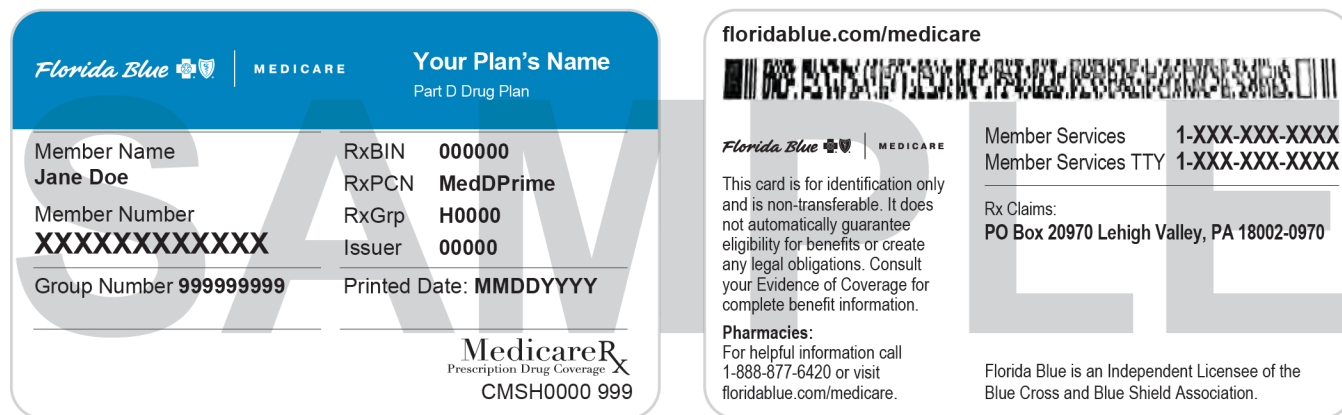 Florida Blue MEDICARE
Your Plan's Name
Part D Drug Plan
Member Name
Jane Doe
Member Number
XXXXXXXXXXXX
Group Number 999999999
RxBIN 000000
RxPCN MedDPrime
RxGrp H0000
Issuer 00000
Printed Date: MMDDYYYY
MedicareRx
Prescription Drug Coverage
CMSH0000 999
floridablue.com/medicare
Florida Blue MEDICARE
This card is for identification only
and is non-transferable. It does
not automatically guarantee
eligibility for benefits or create
any legal obligations. Consult
your Evidence of Coverage for
complete benefit information.
Pharmacies:
For helpful information call
1-888-877-6420 or visit
floridablue.com/medicare.
Member Services 1-XXX-XXX-XXXX
Member Services TTY 1-XXX-XXX-XXXX
Rx Claims:
PO Box 20970 Lehigh Valley, PA 18002-0970
Florida Blue is an Independent Licensee of the
Blue Cross and Blue Shield Association.
SAMPLE